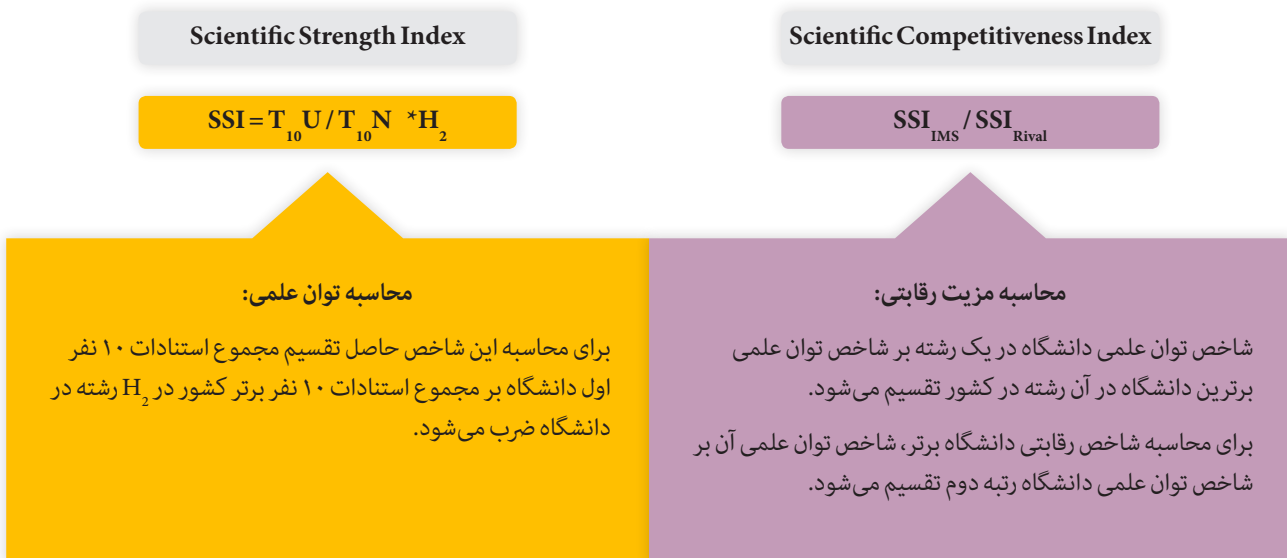 Scientific Strength Index
SSI = T₁₀U / T₁₀N *H₂
محاسبه توان علمی:
برای محاسبه این شاخص حاصل تقسیم مجموع استنادات ۱۰ نفر
اول دانشگاه بر مجموع استنادات ۱۰ نفر برتر کشور در H₂ رشته در
دانشگاه ضرب می‌شود.
Scientific Competitiveness Index
SSI_IMS / SSI_Rival
محاسبه مزیت رقابتی:
شاخص توان علمی دانشگاه در یک رشته بر شاخص توان علمی
برترین دانشگاه در آن رشته در کشور تقسیم می‌شود.
برای محاسبه شاخص رقابتی دانشگاه برتر، شاخص توان علمی آن بر
شاخص توان علمی دانشگاه رتبه دوم تقسیم می‌شود.